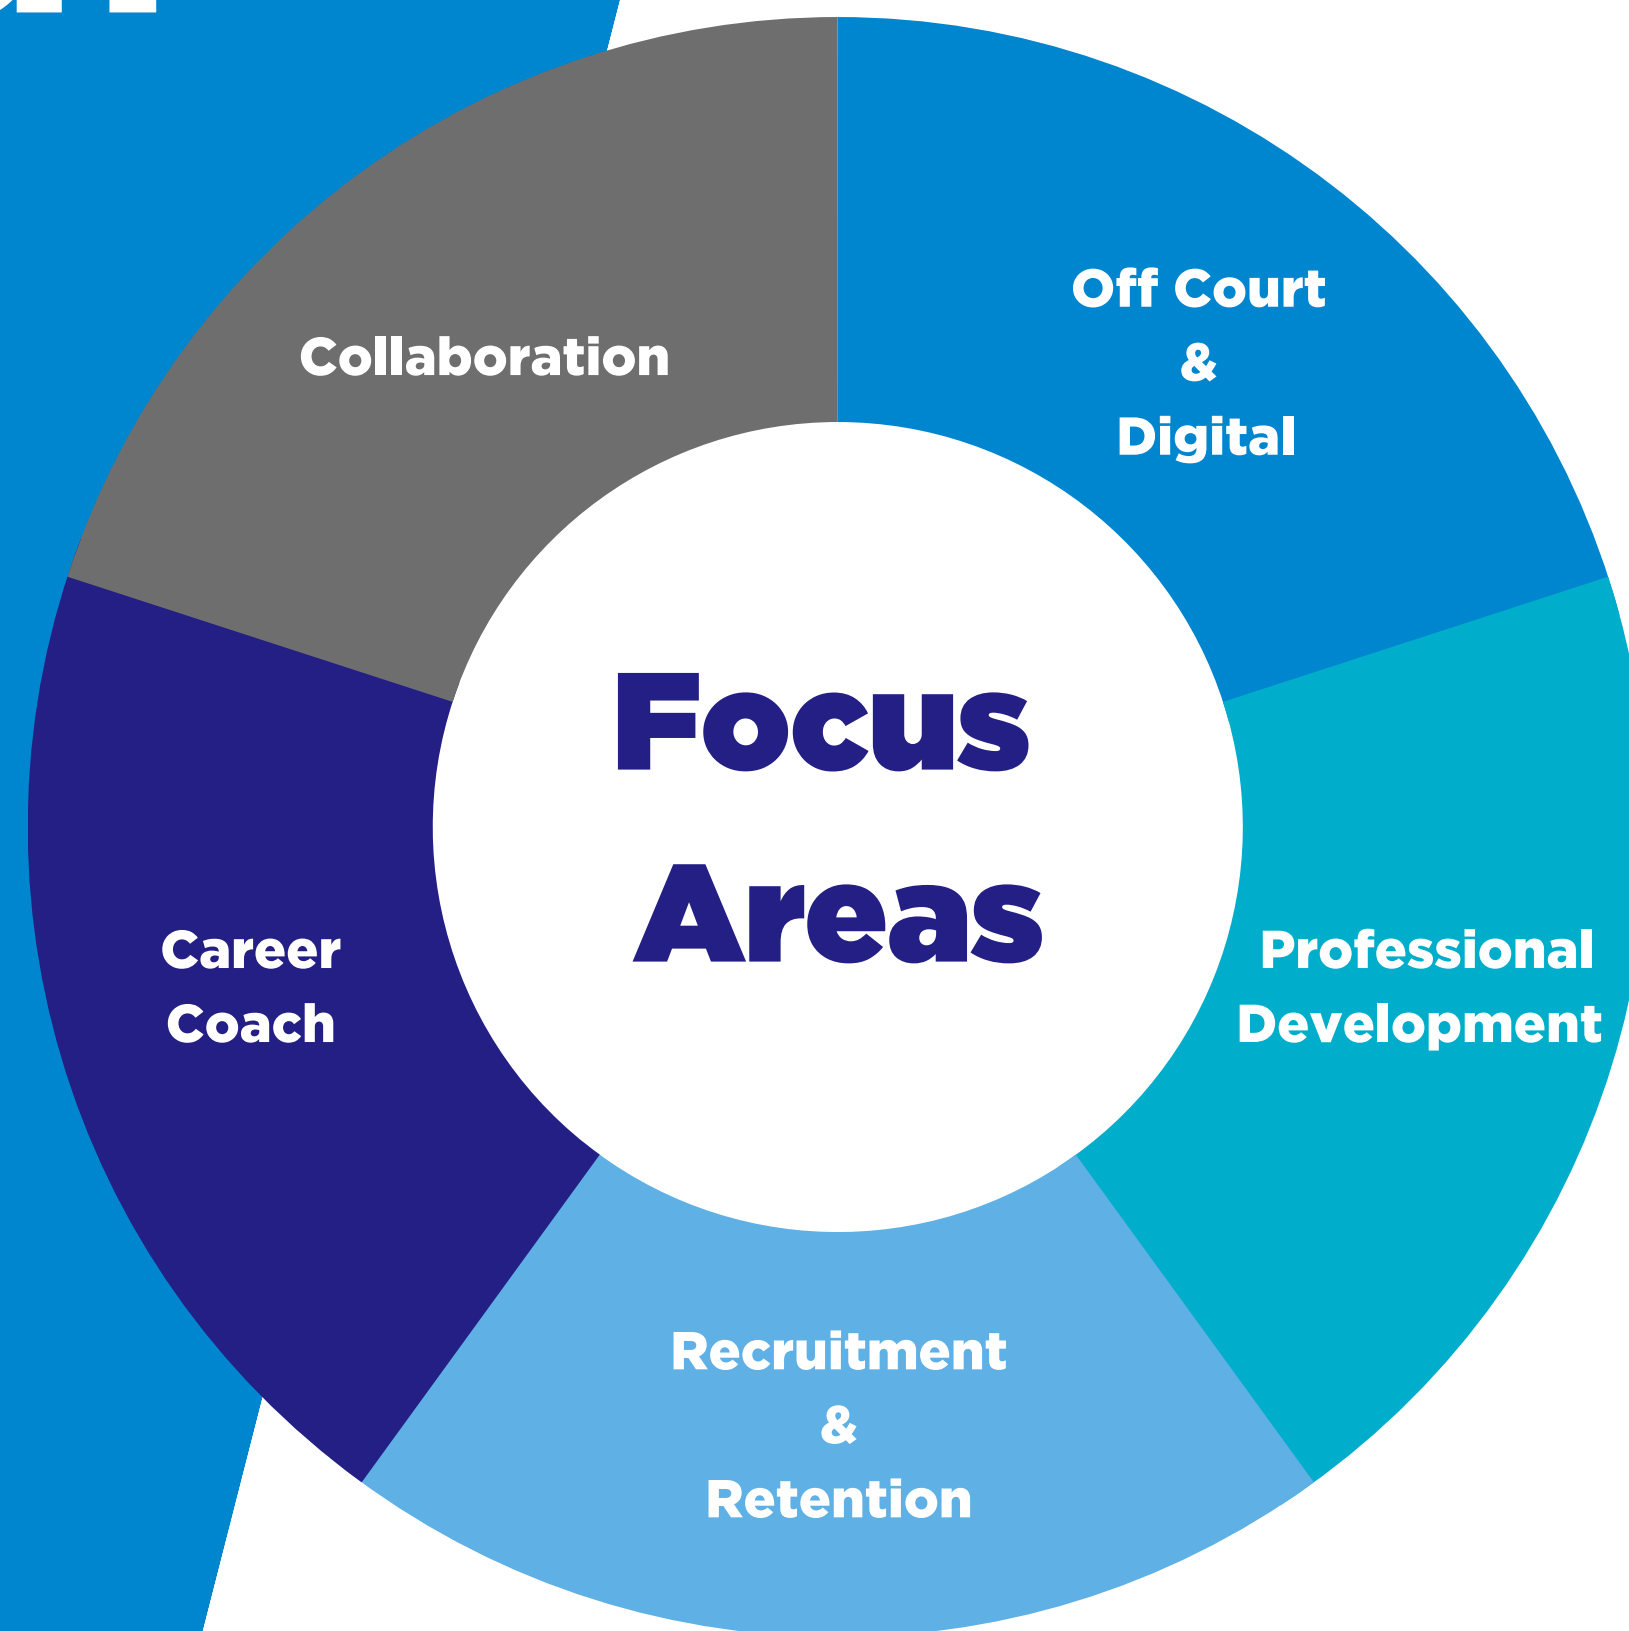 Collaboration
Off Court
&
Digital
Focus
Areas
Career
Coach
Professional
Development
Recruitment
&
Retention